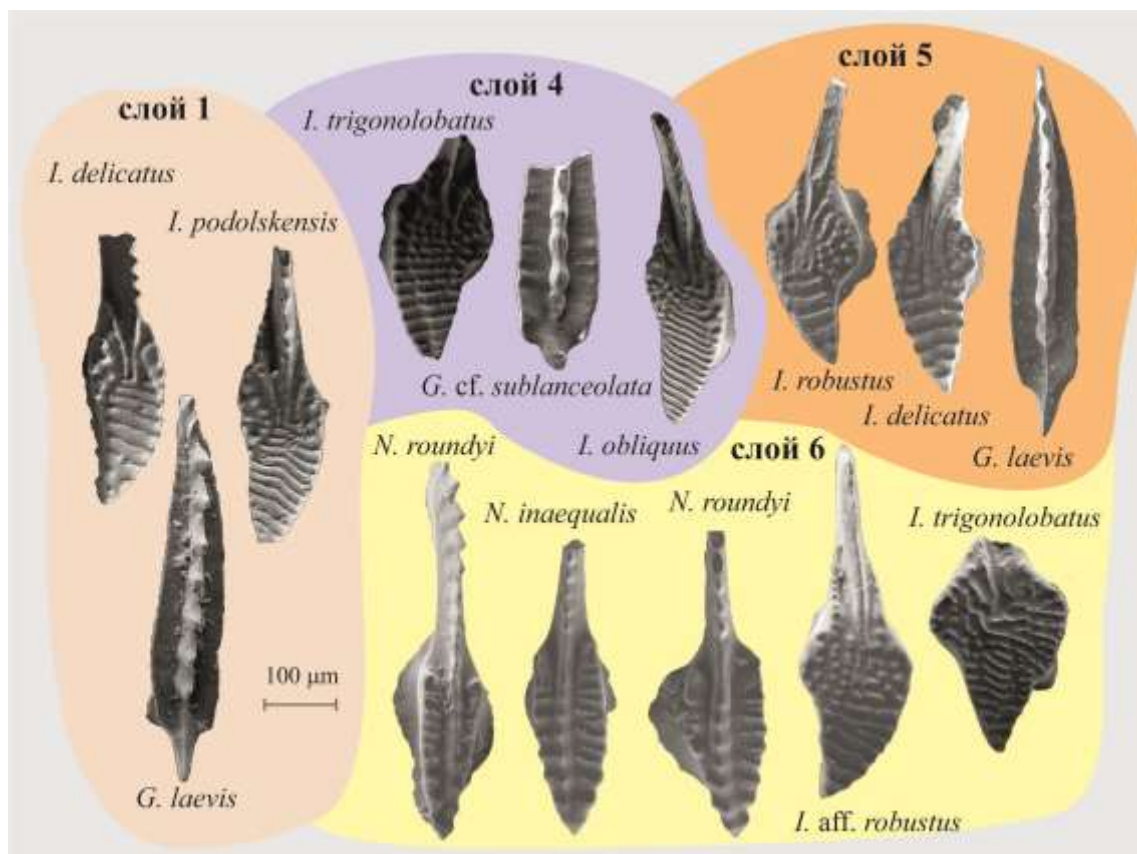 слой 1
I. delicatus
I. podolskensis
G. laevis
100 μm
слой 4
I. trigonolobatus
G. cf. sublanceolata
I. obliquus
слой 5
I. robustus
I. delicatus
G. laevis
слой 6
N. roundyi
N. inaequalis
N. roundyi
I. trigonolobatus
I. aff. robustus